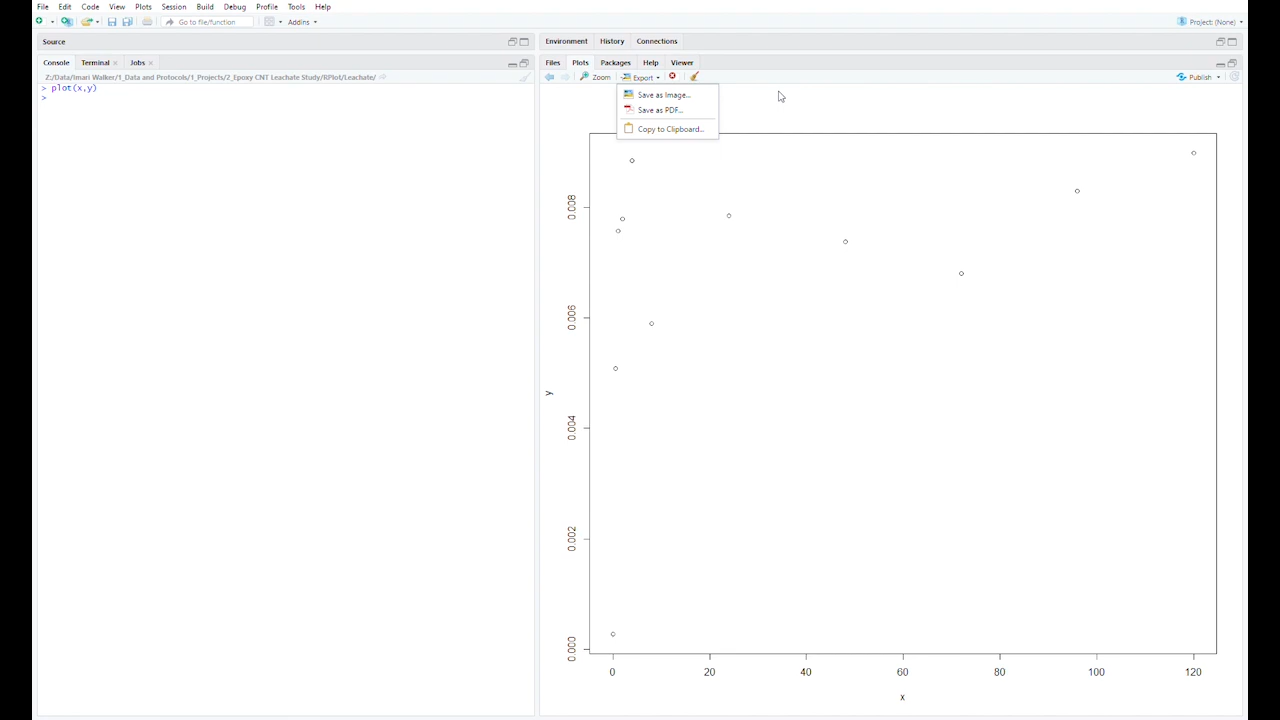 File Edit Code View Plots Session Build Debug Profile Tools Help
Go to file/function Addins Project: (None)
Source
Console Terminal Jobs
Z:/Data/Imari Walker/1_Data and Protocols/1_Projects/2_Epoxy CNT Leachate Study/RPlot/Leachate/
> plot(x,y)
>
Environment History Connections
Files Plots Packages Help Viewer
Zoom Export Publish
Save as Image...
Save as PDF...
Copy to Clipboard...
0.008
0.006
0.004
0.002
0.000
y
0 20 40 60 80 100 120
x